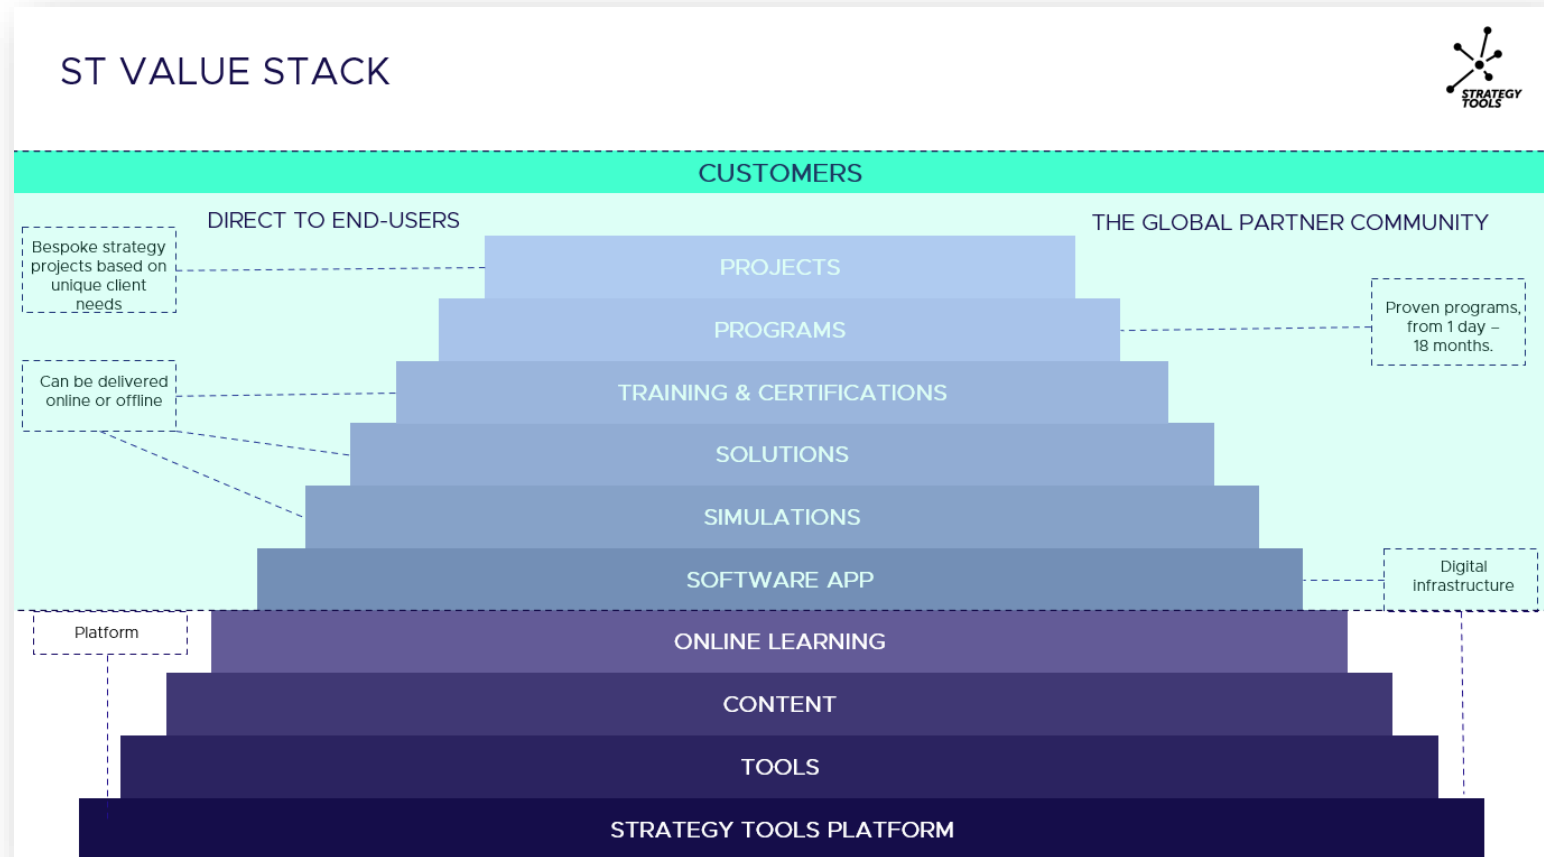 ST VALUE STACK
STRATEGY
TOOLS
CUSTOMERS
DIRECT TO END-USERS
THE GLOBAL PARTNER COMMUNITY
Bespoke strategy
projects based on
unique client
needs
PROJECTS
Proven programs,
from 1 day –
18 months.
PROGRAMS
Can be delivered
online or offline
TRAINING & CERTIFICATIONS
SOLUTIONS
SIMULATIONS
SOFTWARE APP
Digital
infrastructure
Platform
ONLINE LEARNING
CONTENT
TOOLS
STRATEGY TOOLS PLATFORM